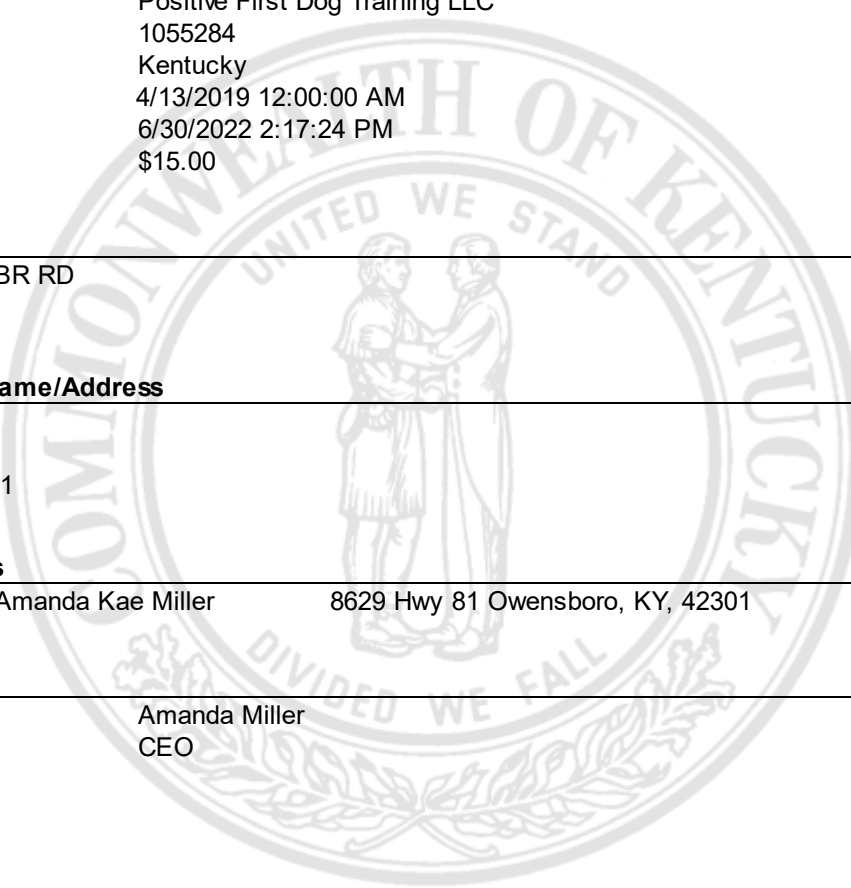 Positive First Dog Training LLC
1055284
Kentucky
4/13/2019 12:00:00 AM
6/30/2022 2:17:24 PM
$15.00
BR RD
ame/Address
1
s
Amanda Kae Miller 8629 Hwy 81 Owensboro, KY, 42301
Amanda Miller
CEO
COMMONWEALTH OF KENTUCKY
UNITED WE STAND
DIVIDED WE FALL